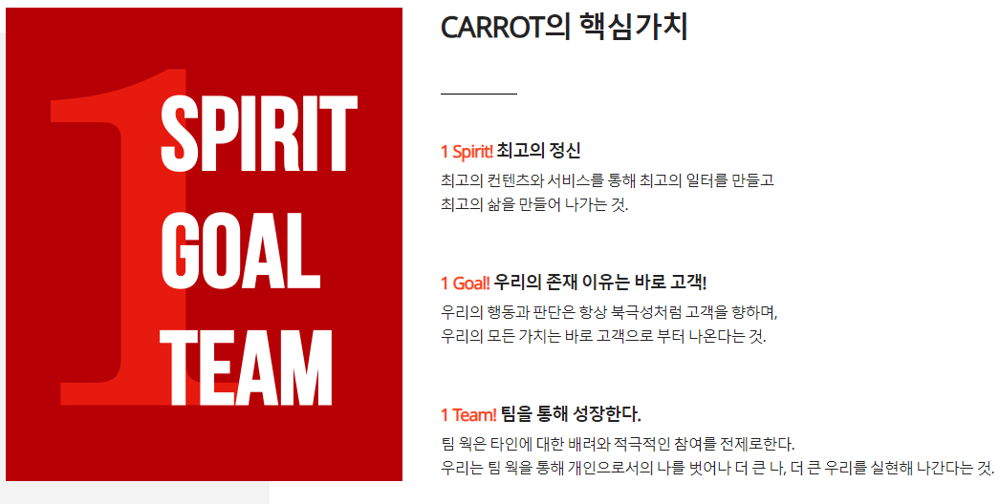 1
SPIRIT
GOAL
TEAM
CARROT의 핵심가치
1 Spirit! 최고의 정신
최고의 컨텐츠와 서비스를 통해 최고의 일터를 만들고
최고의 삶을 만들어 나가는 것.
1 Goal! 우리의 존재 이유는 바로 고객!
우리의 행동과 판단은 항상 북극성처럼 고객을 향하며,
우리의 모든 가치는 바로 고객으로 부터 나온다는 것.
1 Team! 팀을 통해 성장한다.
팀 웍은 타인에 대한 배려와 적극적인 참여를 전제로한다.
우리는 팀 웍을 통해 개인으로서의 나를 벗어나 더 큰 나, 더 큰 우리를 실현해 나간다는 것.